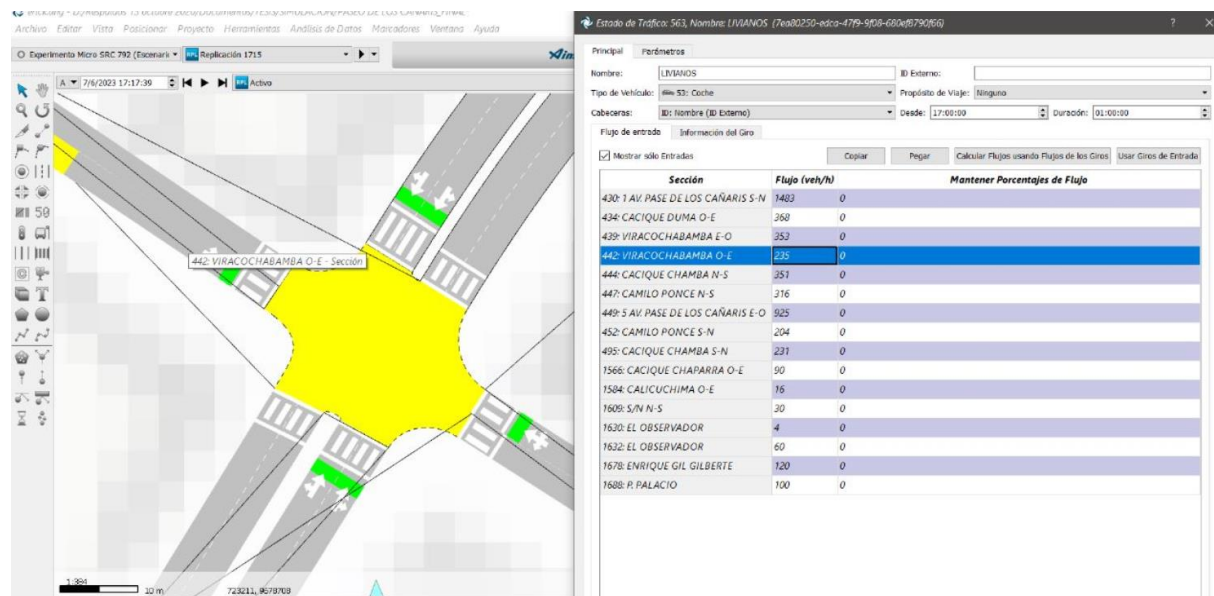 Archivo Editar Vista Posicionar Proyecto Herramientas Análisis de Datos Marcadores Ventana Ayuda
Experimento Micro SRC 792 (Escenari
RPL Replicación 1715
Aim
A 7/6/2023 17:17:39
RPL Activo
50
442: VIRACOCHABAMBA O-E - Sección
1:384
10 m
723211, 9678708
Estado de Tráfico: 563, Nombre: LIVIANOS (7ea80250-edca-47f9-9f08-680ef8790f66)
? X
Principal Parámetros
Nombre: LIVIANOS ID Externo:
Tipo de Vehículo: 53: Coche Propósito de Viaje: Ninguno
Cabeceras: ID: Nombre (ID Externo) Desde: 17:00:00 Duración: 01:00:00
Flujo de entrada Información del Giro
Mostrar sólo Entradas Copiar Pegar Calcular Flujos usando Flujos de los Giros Usar Giros de Entrada
Sección Flujo (veh/h) Mantener Porcentajes de Flujo
430: 1 AV. PASE DE LOS CAÑARIS S-N 1483 0
434: CACIQUE DUMA O-E 368 0
439: VIRACOCHABAMBA E-O 353 0
442: VIRACOCHABAMBA O-E 235 0
444: CACIQUE CHAMBA N-S 351 0
447: CAMILO PONCE N-S 316 0
449: 5 AV. PASE DE LOS CAÑARIS E-O 925 0
452: CAMILO PONCE S-N 204 0
495: CACIQUE CHAMBA S-N 231 0
1566: CACIQUE CHAPARRA O-E 90 0
1584: CALICUCHIMA O-E 16 0
1609: S/N N-S 30 0
1630: EL OBSERVADOR 4 0
1632: EL OBSERVADOR 60 0
1678: ENRIQUE GIL GILBERTE 120 0
1688: P. PALACIO 100 0